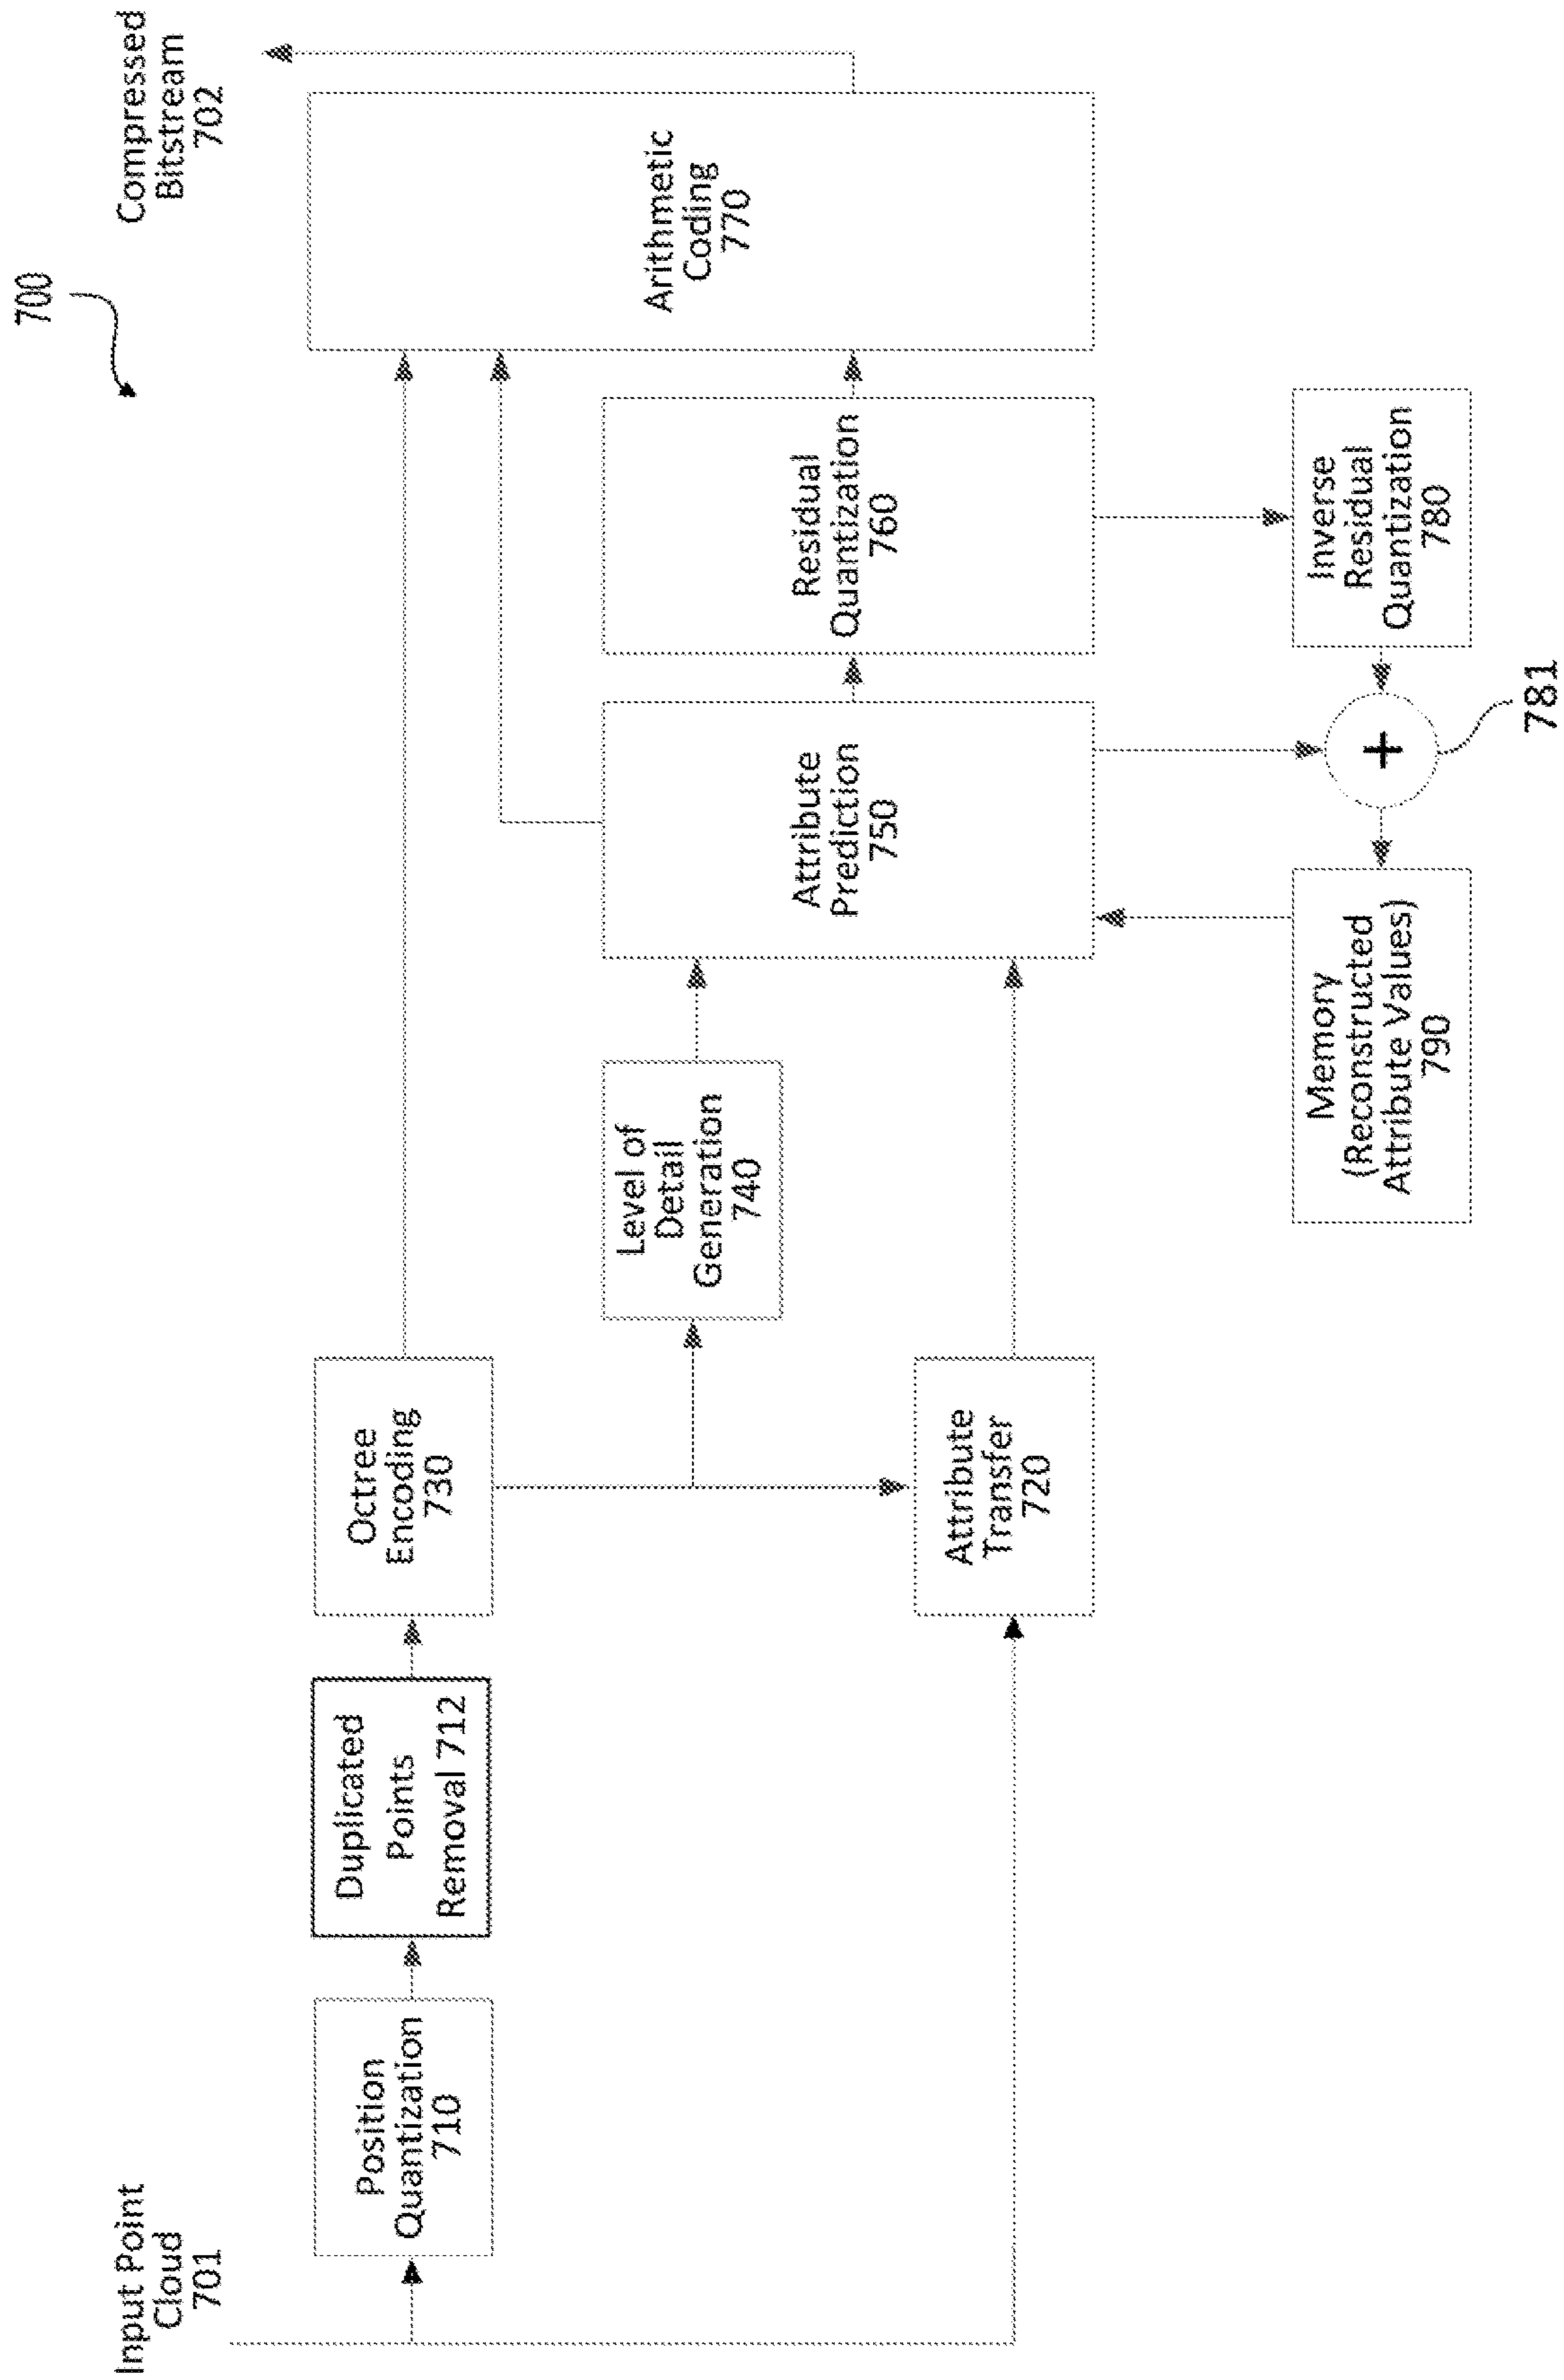 700
Input Point
Cloud
701
Compressed
Bitstream
702
Position
Quantization
710
Duplicated
Points
Removal 712
Octree
Encoding
730
Arithmetic
Coding
770
Level of
Detail
Generation
740
Attribute
Prediction
750
Residual
Quantization
760
Attribute
Transfer
720
Memory
(Reconstructed
Attribute Values)
790
+
781
Inverse
Residual
Quantization
780